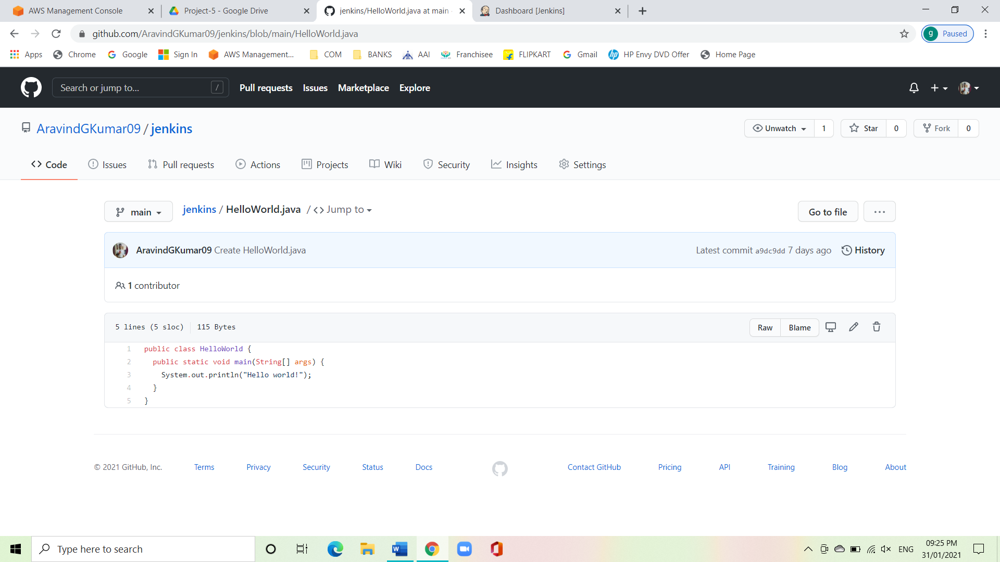 AWS Management Console
Project-5 - Google Drive
jenkins/HelloWorld.java at main
Dashboard [Jenkins]
github.com/AravindGKumar09/jenkins/blob/main/HelloWorld.java
g Paused
Apps Chrome Google Sign In AWS Management... COM BANKS AAI Franchisee FLIPKART Gmail HP Envy DVD Offer Home Page
Search or jump to... / Pull requests Issues Marketplace Explore
AravindGKumar09 / jenkins
Unwatch 1 Star 0 Fork 0
Code Issues Pull requests Actions Projects Wiki Security Insights Settings
main jenkins / HelloWorld.java / <> Jump to Go to file ...
AravindGKumar09 Create HelloWorld.java Latest commit a9dc9dd 7 days ago History
1 contributor
5 lines (5 sloc) 115 Bytes Raw Blame
1 public class HelloWorld {
2 public static void main(String[] args) {
3 System.out.println("Hello world!");
4 }
5 }
© 2021 GitHub, Inc. Terms Privacy Security Status Docs Contact GitHub Pricing API Training Blog About
Type here to search
ENG
09:25 PM
31/01/2021